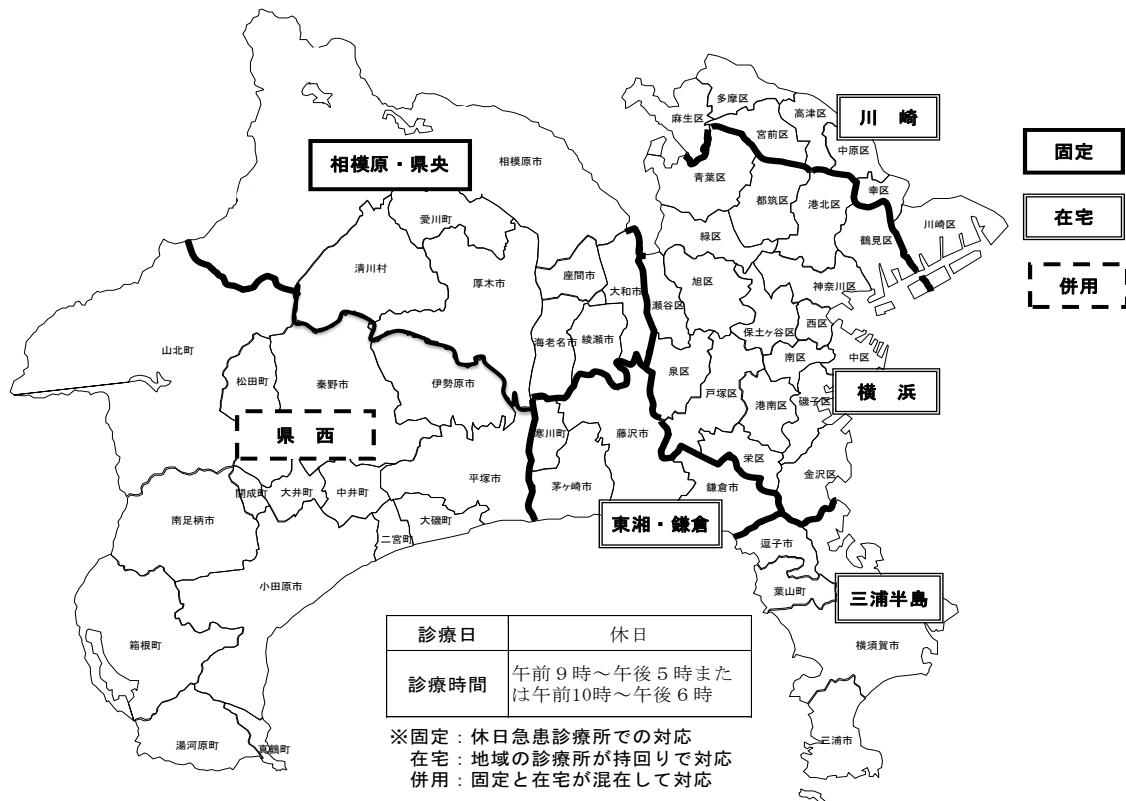 多摩区
高津区
麻生区
川　崎
宮前区
中原区
固定
相模原・県央
相模原市
青葉区
幸区
都筑区
港北区
在宅
愛川町
川崎区
緑区
鶴見区
清川村
厚木市
座間市
大和市
旭区
神奈川区
併用
瀬谷区
西区
保土ヶ谷区
海老名市
綾瀬市
山北町
南区
中区
泉区
松田町
秦野市
伊勢原市
戸塚区
横　浜
港南区
磯子区
県　西
寒川町
藤沢市
栄区
金沢区
平塚市
鎌倉市
開成町
大井町
中井町
茅ヶ崎市
南足柄市
大磯町
東湘・鎌倉
二宮町
逗子市
小田原市
葉山町
三浦半島
診療日
休日
箱根町
横須賀市
診療時間
午前９時～午後５時また
は午前10時～午後６時
湯河原町
真鶴町
三浦市
※固定：休日急患診療所での対応
在宅：地域の診療所が持回りで対応
併用：固定と在宅が混在して対応